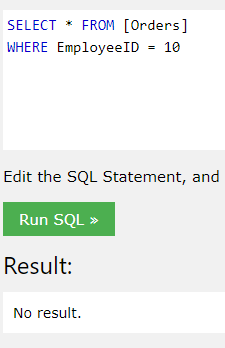 SELECT * FROM [Orders]
WHERE EmployeeID = 10
Edit the SQL Statement, and
Run SQL »
Result:
No result.